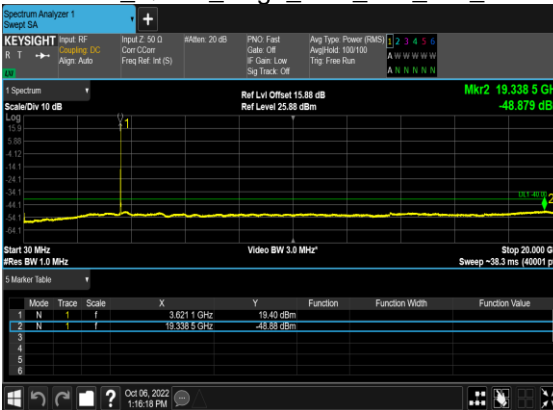 Spectrum Analyzer 1
Swept SA
+
KEYSIGHT
R T
Input: RF
Coupling: DC
Align: Auto
Input Z: 50 Ω
Corr CCorr
Freq Ref: Int (S)
#Atten: 20 dB
PNO: Fast
Gate: Off
IF Gain: Low
Sig Track: Off
Avg Type: Power (RMS)
Avg|Hold: 100/100
Trig: Free Run
1 2 3 4 5 6
A W W W W W
A N N N N N
1 Spectrum
Scale/Div 10 dB
Ref Lvl Offset 15.88 dB
Ref Level 25.88 dBm
Mkr2 19.338 5 GH
-48.879 dB
Log
15.9
5.88
-4.12
-14.1
-24.1
-34.1
-44.1
-54.1
-64.1
1
2
Start 30 MHz
#Res BW 1.0 MHz
Video BW 3.0 MHz*
Stop 20.000 G
Sweep ~38.3 ms (40001 p
5 Marker Table
Mode Trace Scale X Y Function Function Width Function Value
1 N 1 f 3.621 1 GHz 19.40 dBm
2 N 1 f 19.338 5 GHz -48.88 dBm
3
4
5
6
?
Oct 06, 2022
1:16:18 PM